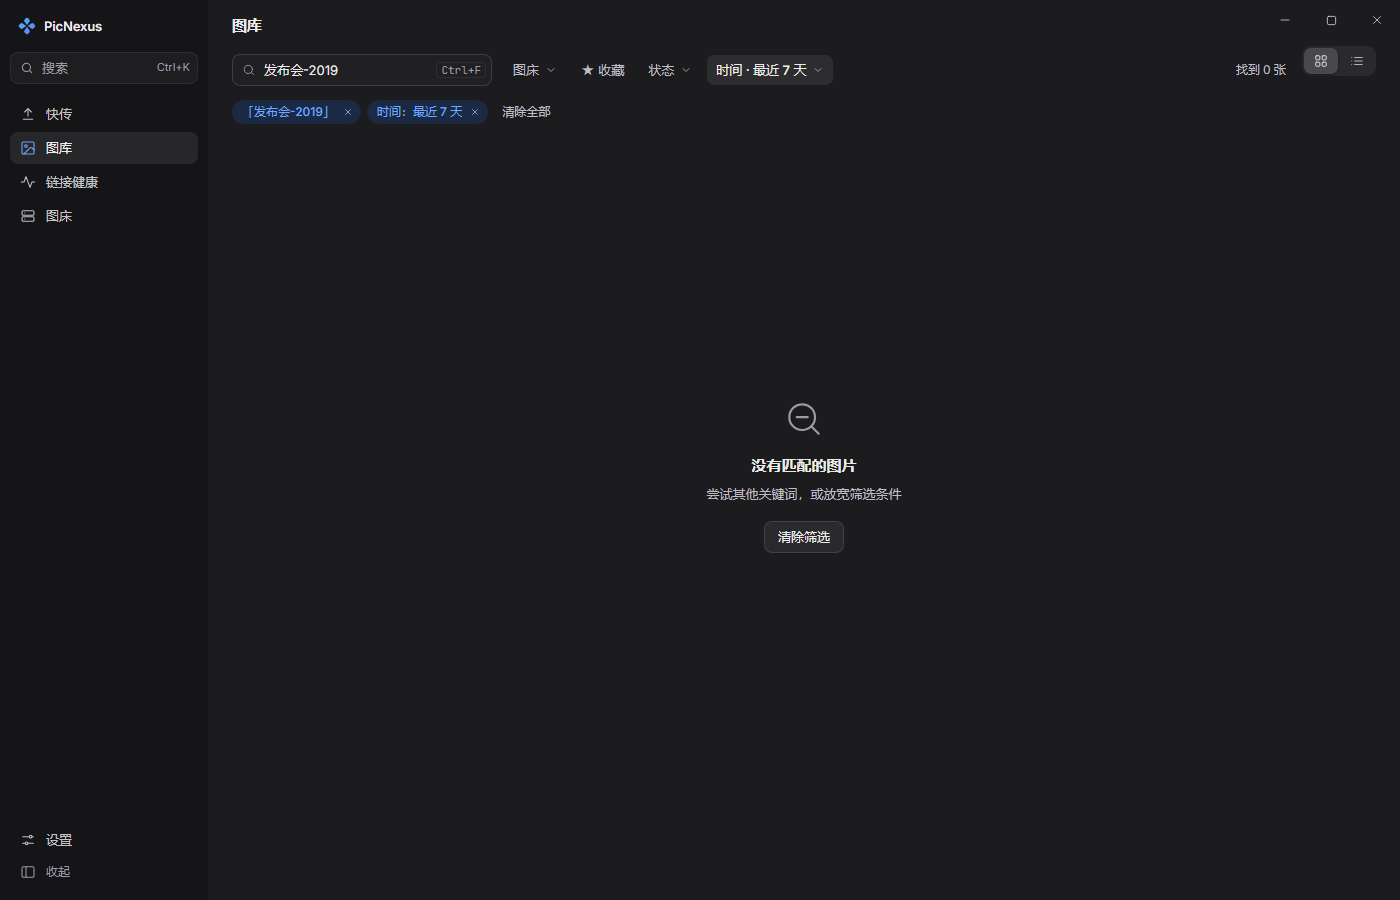 PicNexus
搜索 Ctrl+K
快传
图库
链接健康
图床
设置
收起
图库
发布会-2019 Ctrl+F 图床 ★ 收藏 状态 时间 · 最近 7 天 找到 0 张
「发布会-2019」 × 时间：最近 7 天 × 清除全部
没有匹配的图片
尝试其他关键词，或放宽筛选条件
清除筛选